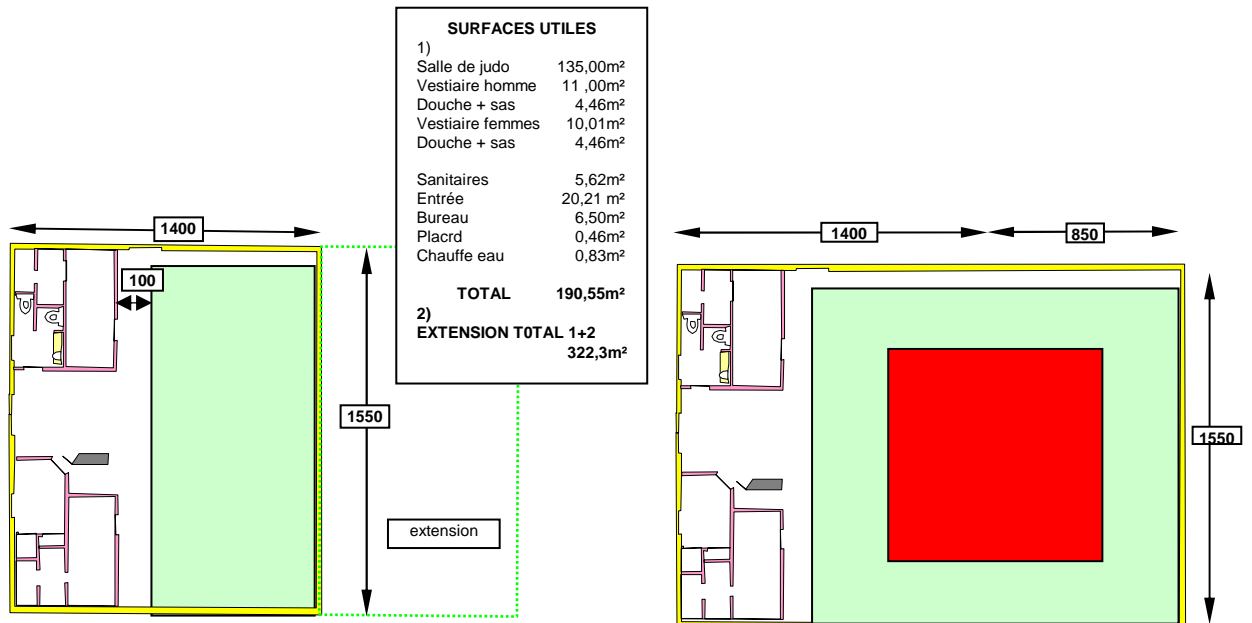 SURFACES UTILES
1)
Salle de judo 135,00m²
Vestiaire homme 11 ,00m²
Douche + sas 4,46m²
Vestiaire femmes 10,01m²
Douche + sas 4,46m²
Sanitaires 5,62m²
Entrée 20,21 m²
Bureau 6,50m²
Placrd 0,46m²
Chauffe eau 0,83m²
TOTAL 190,55m²
2)
EXTENSION T0TAL 1+2
322,3m²
1400
100
1550
extension
1400
850
1550